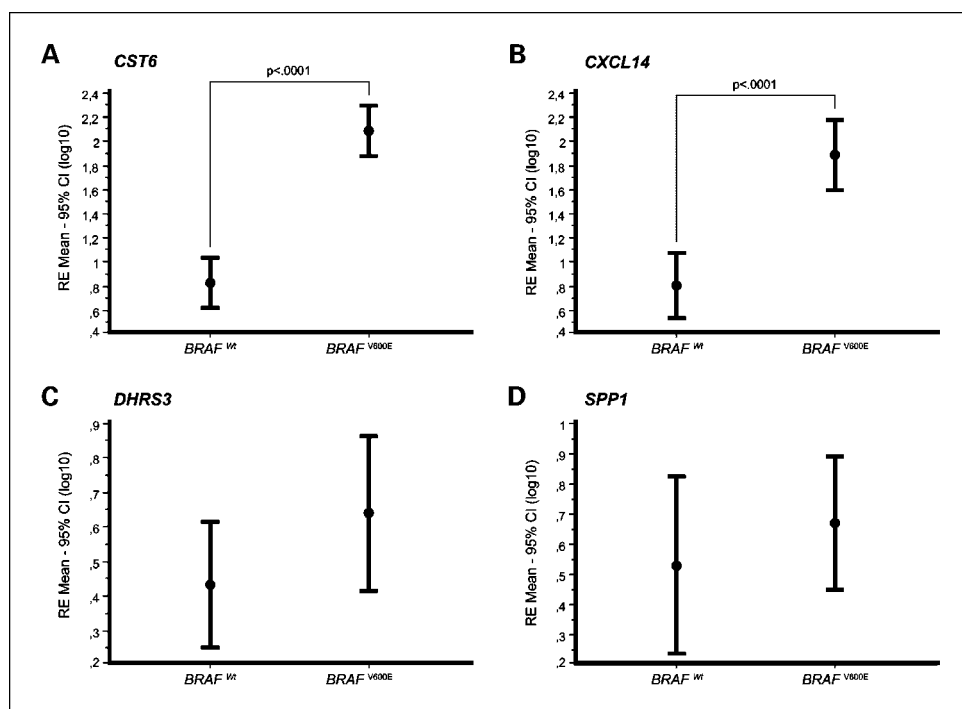 A
CST6
p<.0001
RE Mean - 95% CI (log10)
2,4
2,2
2
1,8
1,6
1,4
1,2
1
,8
,6
,4
BRAF Wt
BRAF V600E
B
CXCL14
p<.0001
RE Mean - 95% CI (log10)
2,4
2,2
2
1,8
1,6
1,4
1,2
1
,8
,6
,4
BRAF Wt
BRAF V600E
C
DHRS3
RE Mean - 95% CI (log10)
,9
,8
,7
,6
,5
,4
,3
,2
BRAF Wt
BRAF V600E
D
SPP1
RE Mean - 95% CI (log10)
1
,9
,8
,7
,6
,5
,4
,3
,2
BRAF Wt
BRAF V600E